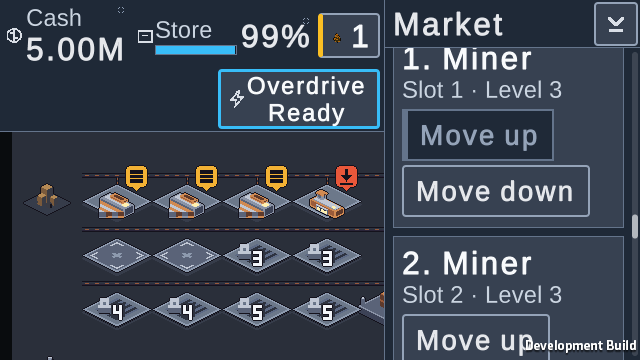 Cash
5.00M
Store
99%
1
Overdrive
Ready
3
3
4
4
5
5
Market
1. Miner
Slot 1 · Level 3
Move up
Move down
2. Miner
Slot 2 · Level 3
Move up
Development Build